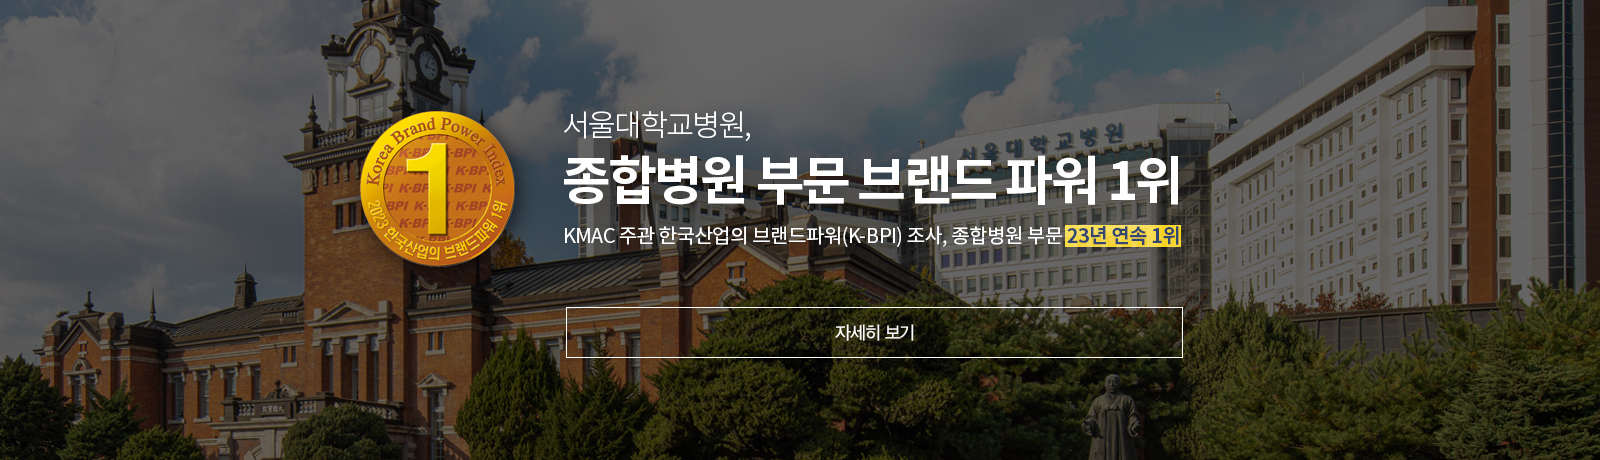 Korea Brand Power Index
K-BPI K-BPI
1
2023 한국산업의 브랜드파워 1위
서울대학교병원
서울대학교병원,
종합병원 부문 브랜드 파워 1위
KMAC 주관 한국산업의 브랜드파워(K-BPI) 조사, 종합병원 부문 23년 연속 1위
자세히 보기